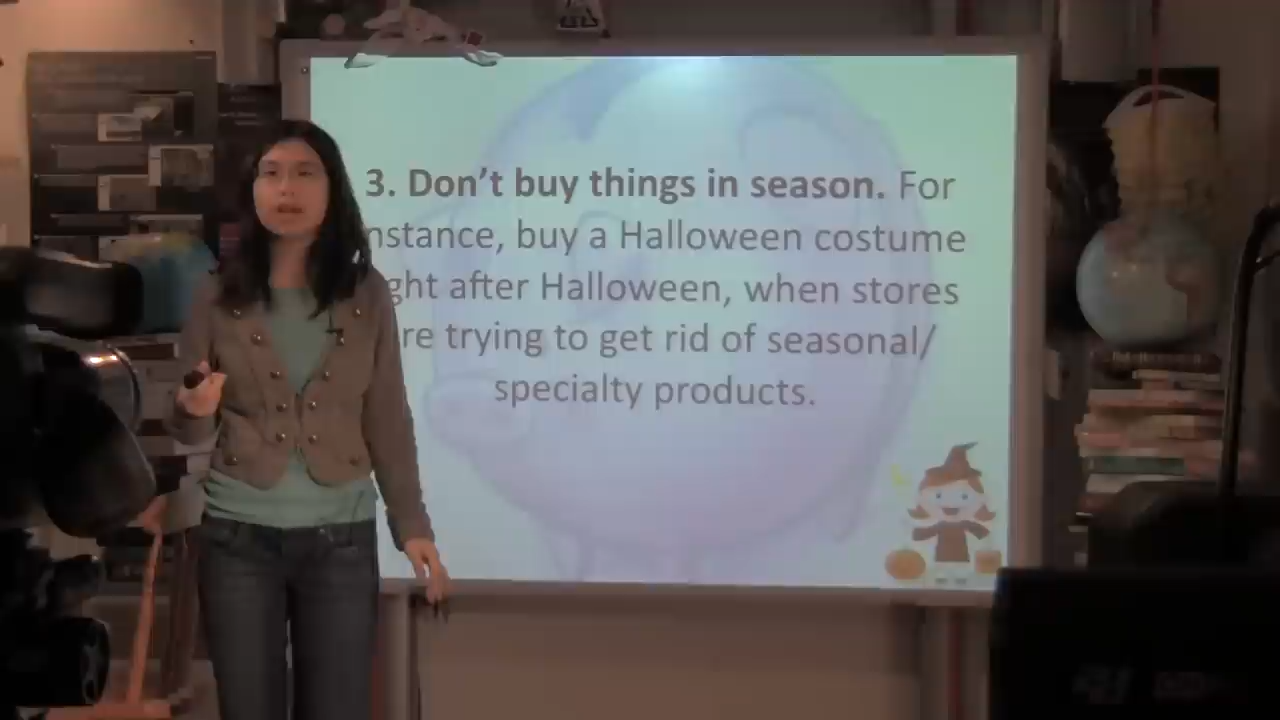 3. Don't buy things in season. For
nstance, buy a Halloween costume
ght after Halloween, when stores
re trying to get rid of seasonal/
specialty products.